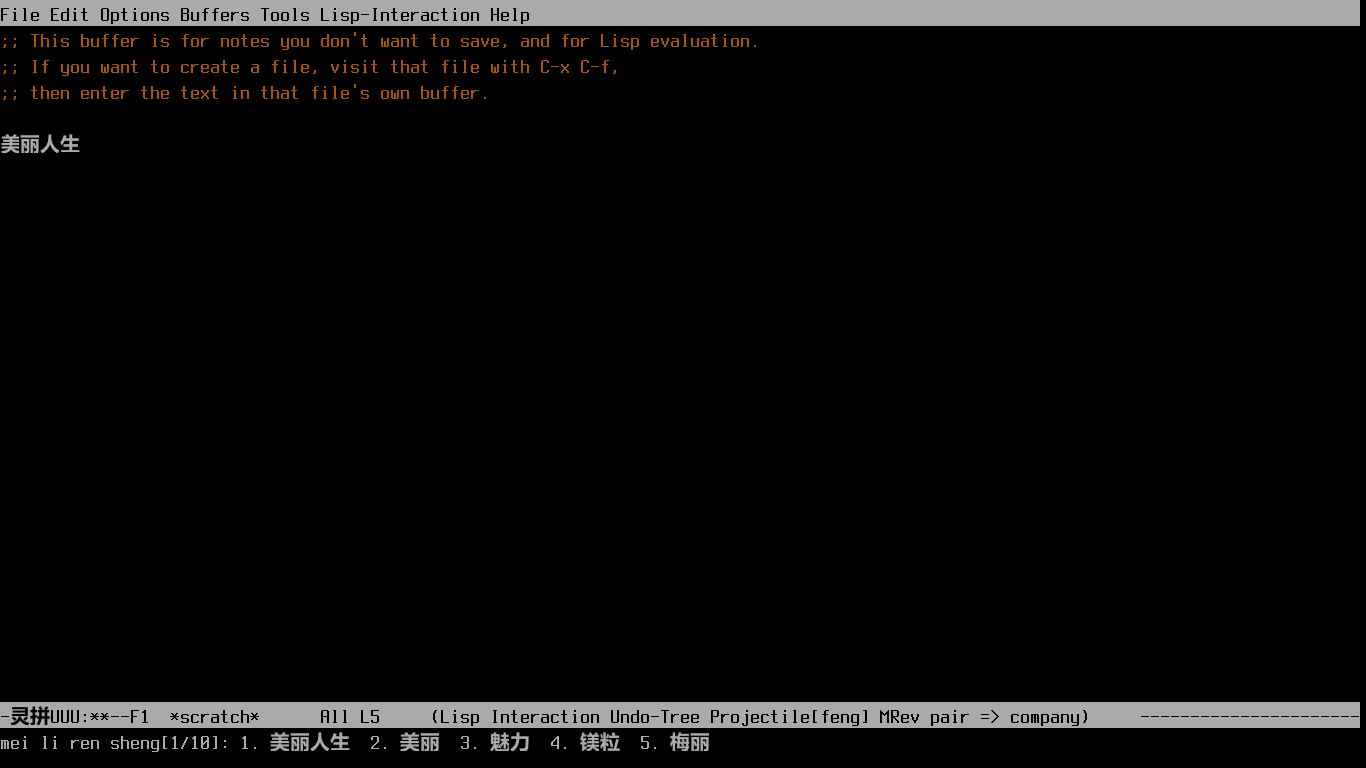 File Edit Options Buffers Tools Lisp-Interaction Help
;; This buffer is for notes you don't want to save, and for Lisp evaluation.
;; If you want to create a file, visit that file with C-x C-f,
;; then enter the text in that file's own buffer.
美丽人生
-灵拼UUU:**--F1  *scratch*      All L5     (Lisp Interaction Undo-Tree Projectile[feng] MRev pair => company)     ----------------------
mei li ren sheng[1/10]: 1. 美丽人生  2. 美丽  3. 魅力  4. 镁粒  5. 梅丽